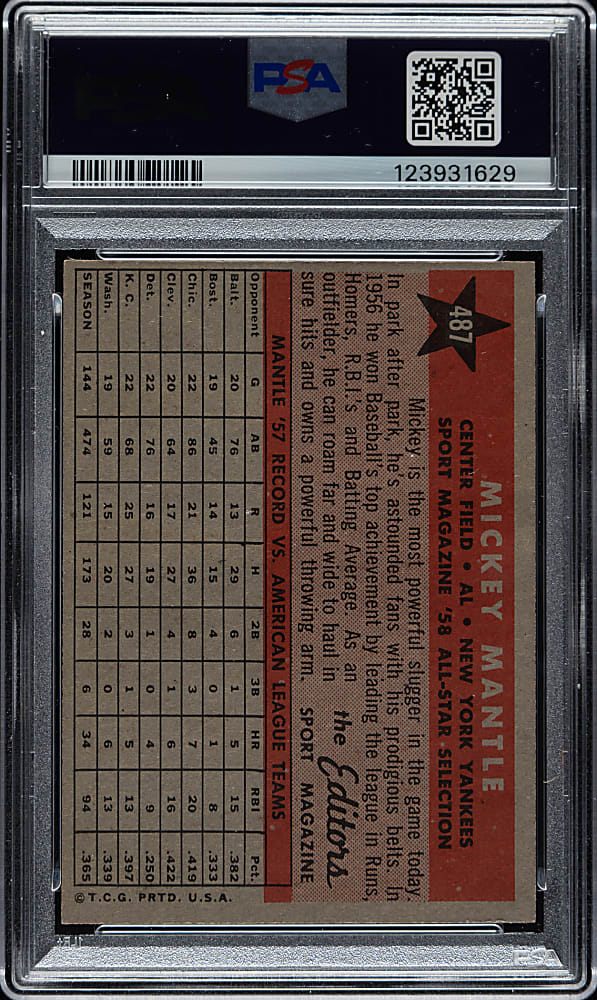 PSA
123931629
487
MICKEY MANTLE
CENTER FIELD • AL • NEW YORK YANKEES
SPORT MAGAZINE '58 ALL-STAR SELECTION
Mickey is the most powerful slugger in the game today.
In park after park, he's astounded fans with his prodigious belts. In
1956 he won Baseball's top achievement by leading the league in Runs,
Homers, R.B.I.'s and Batting Average. As an
outfielder, he can roam far and wide to haul in
sure hits and owns a powerful throwing arm.
the Editors
SPORT MAGAZINE
MANTLE '57 RECORD VS. AMERICAN LEAGUE TEAMS
Opponent G AB R H 2B 3B HR RBI Pct.
Balt. 20 76 13 29 6 1 5 15 .382
Bost. 19 45 14 15 4 0 1 8 .333
Chic. 22 86 21 36 8 3 7 20 .419
Clev. 20 64 17 27 4 1 6 16 .422
Det. 22 76 16 19 1 0 4 9 .250
K. C. 22 68 25 27 3 1 5 13 .397
Wash. 19 59 15 20 2 0 6 13 .339
SEASON 144 474 121 173 28 6 34 94 .365
© T.C.G. PRTD. U.S.A.
PSA